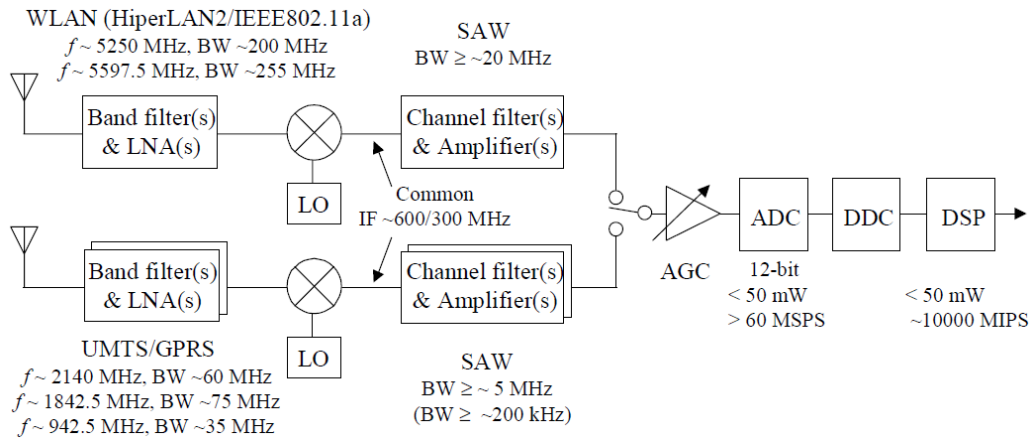 WLAN (HiperLAN2/IEEE802.11a)
f ~ 5250 MHz, BW ~200 MHz
f ~ 5597.5 MHz, BW ~255 MHz
SAW
BW ≥ ~20 MHz
Band filter(s)
& LNA(s)
Channel filter(s)
& Amplifier(s)
LO
Common
IF ~600/300 MHz
AGC
ADC
DDC
DSP
12-bit
< 50 mW
> 60 MSPS
< 50 mW
~10000 MIPS
Band filter(s)
& LNA(s)
Channel filter(s)
& Amplifier(s)
LO
UMTS/GPRS
f ~ 2140 MHz, BW ~60 MHz
f ~ 1842.5 MHz, BW ~75 MHz
f ~ 942.5 MHz, BW ~35 MHz
SAW
BW ≥ ~ 5 MHz
(BW ≥ ~200 kHz)